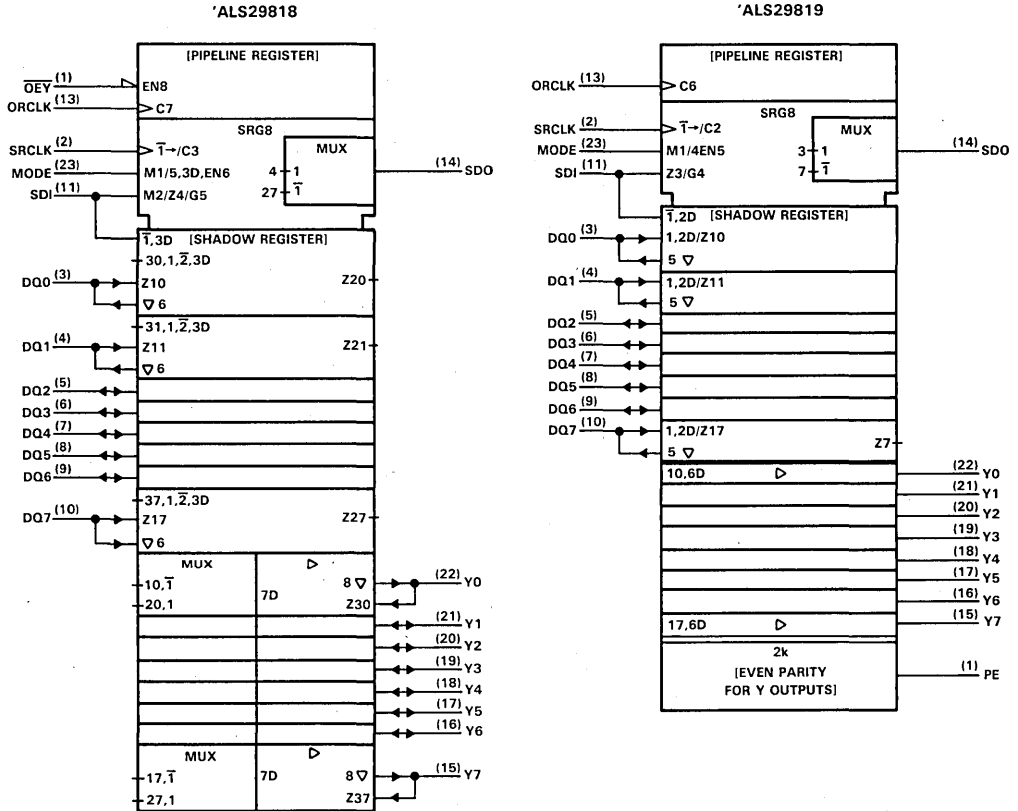 'ALS29818
[PIPELINE REGISTER]
OEY (1) EN8
ORCLK (13) C7
SRG8
SRCLK (2) 1̅→/C3
MODE (23) M1/5,3D,EN6
SDI (11) M2/Z4/G5
MUX
4 1
27 1̅
(14) SDO
1̅,3D [SHADOW REGISTER]
30,1,2̅,3D
DQ0 (3) Z10 Z20
▽ 6
31,1,2̅,3D
DQ1 (4) Z11 Z21
▽ 6
DQ2 (5)
DQ3 (6)
DQ4 (7)
DQ5 (8)
DQ6 (9)
37,1,2̅,3D
DQ7 (10) Z17 Z27
▽ 6
MUX ▷
10,1̅ 7D 8 ▽ (22) Y0
20,1 Z30
(21) Y1
(20) Y2
(19) Y3
(18) Y4
(17) Y5
(16) Y6
MUX ▷
17,1̅ 7D 8 ▽ (15) Y7
27,1 Z37
'ALS29819
[PIPELINE REGISTER]
ORCLK (13) C6
SRG8
SRCLK (2) 1̅→/C2
MODE (23) M1/4EN5
SDI (11) Z3/G4
MUX
3 1
7 1̅
(14) SDO
1̅,2D [SHADOW REGISTER]
DQ0 (3) 1,2D/Z10
5 ▽
DQ1 (4) 1,2D/Z11
5 ▽
DQ2 (5)
DQ3 (6)
DQ4 (7)
DQ5 (8)
DQ6 (9)
DQ7 (10) 1,2D/Z17
5 ▽ Z7
10,6D ▷ (22) Y0
(21) Y1
(20) Y2
(19) Y3
(18) Y4
(17) Y5
(16) Y6
17,6D ▷ (15) Y7
2k
[EVEN PARITY
FOR Y OUTPUTS]
(1) PE